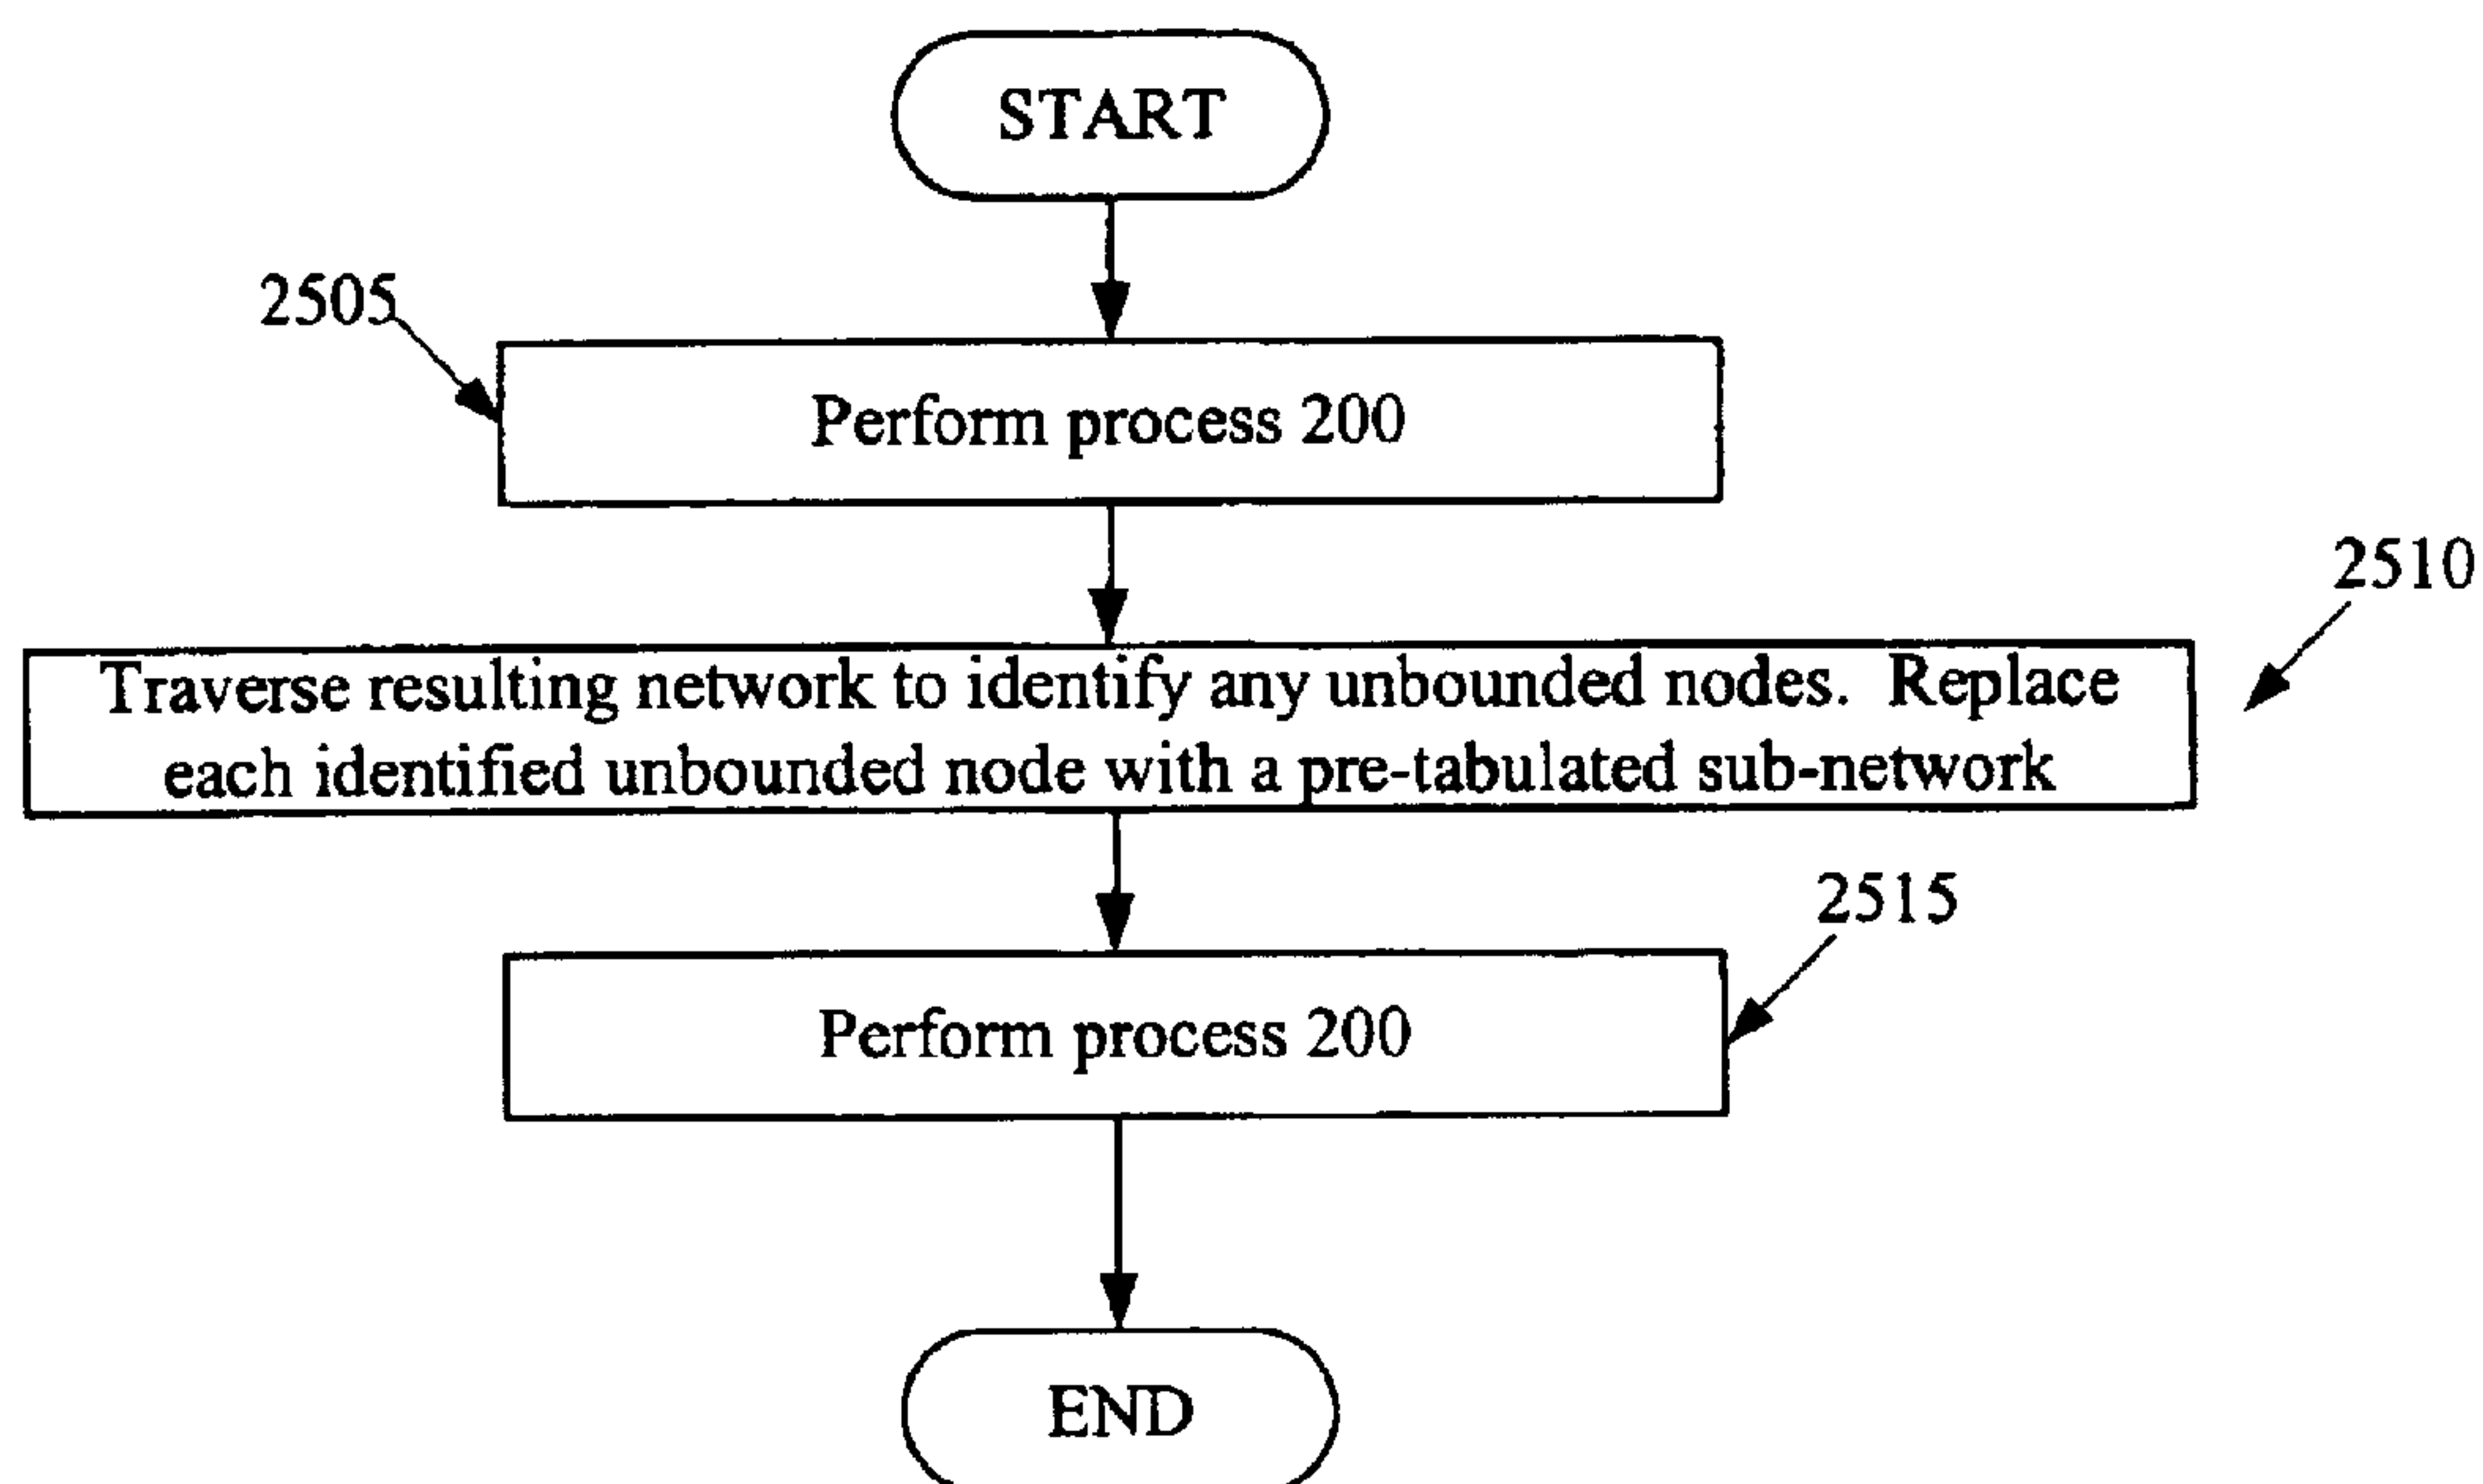 START
2505
Perform process 200
2510
Traverse resulting network to identify any unbounded nodes. Replace
each identified unbounded node with a pre-tabulated sub-network
2515
Perform process 200
END